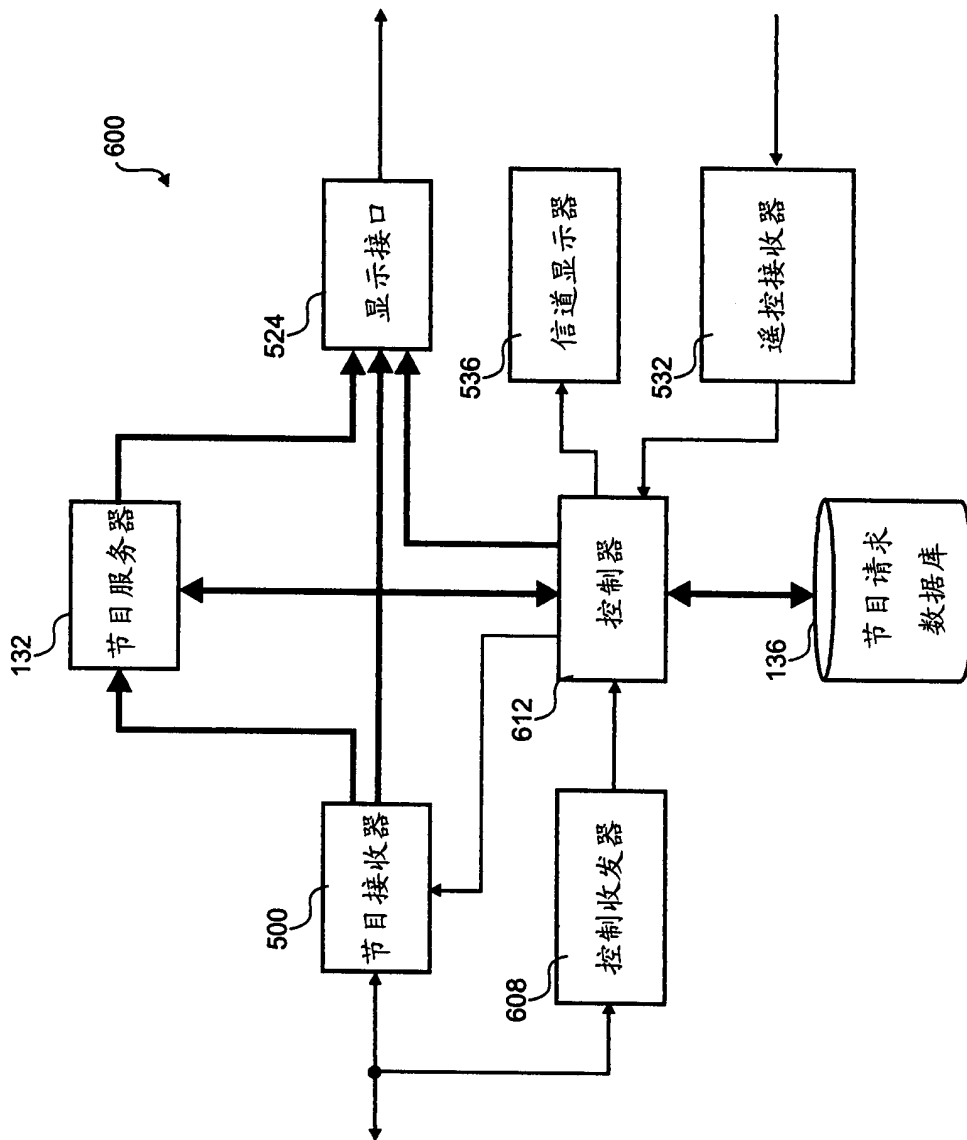 600
132
节目服务器
500
节目接收器
524
显示接口
608
控制收发器
612
控制器
536
信道显示器
532
遥控接收器
136
节目请求
数据库